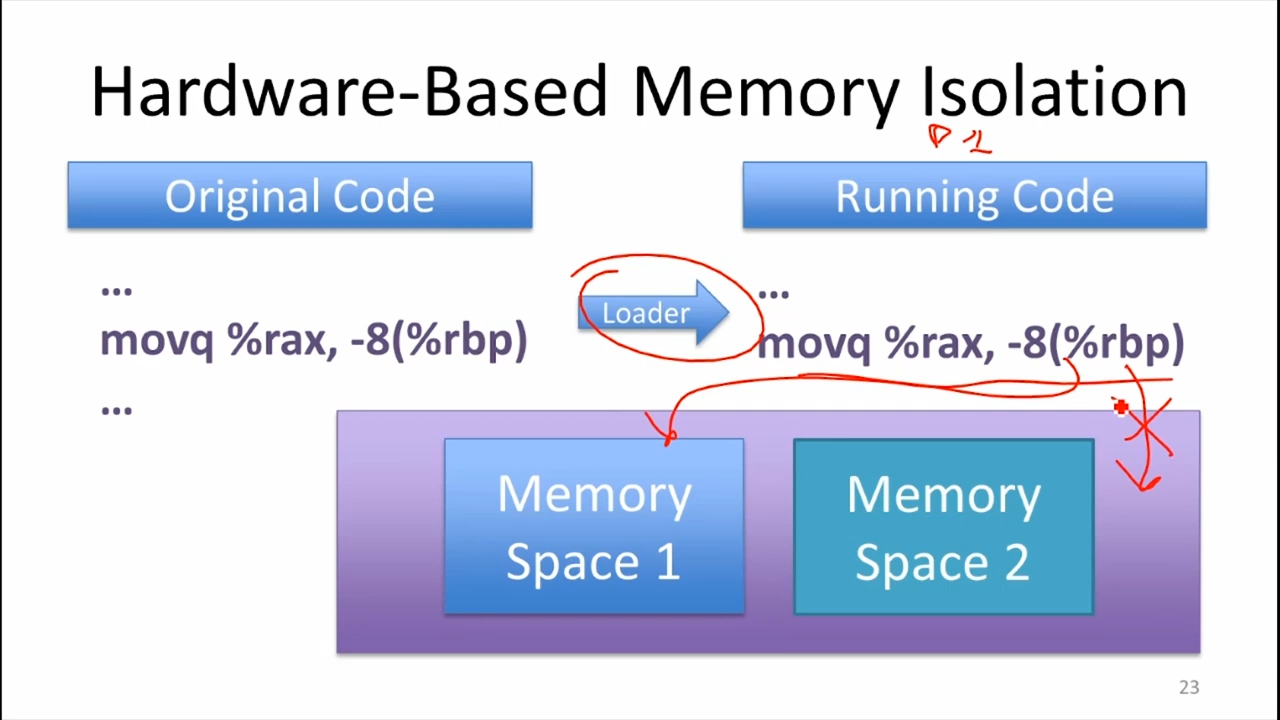 Hardware-Based Memory Isolation
Original Code
Running Code
...
movq %rax, -8(%rbp)
...
Loader
...
movq %rax, -8(%rbp)
Memory
Space 1
Memory
Space 2
23